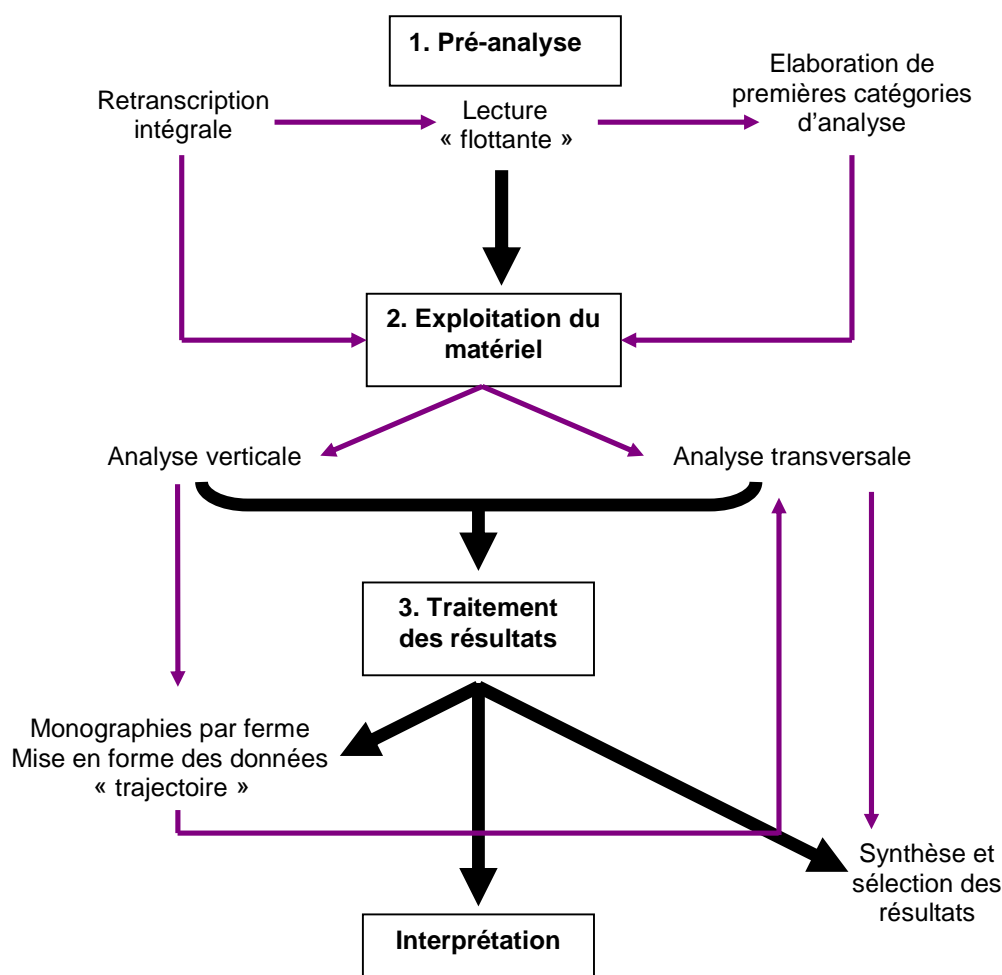 1. Pré-analyse
Retranscription
intégrale
Lecture
« flottante »
Elaboration de
premières catégories
d’analyse
2. Exploitation du
matériel
Analyse verticale
Analyse transversale
3. Traitement
des résultats
Monographies par ferme
Mise en forme des données
« trajectoire »
Synthèse et
sélection des
résultats
Interprétation